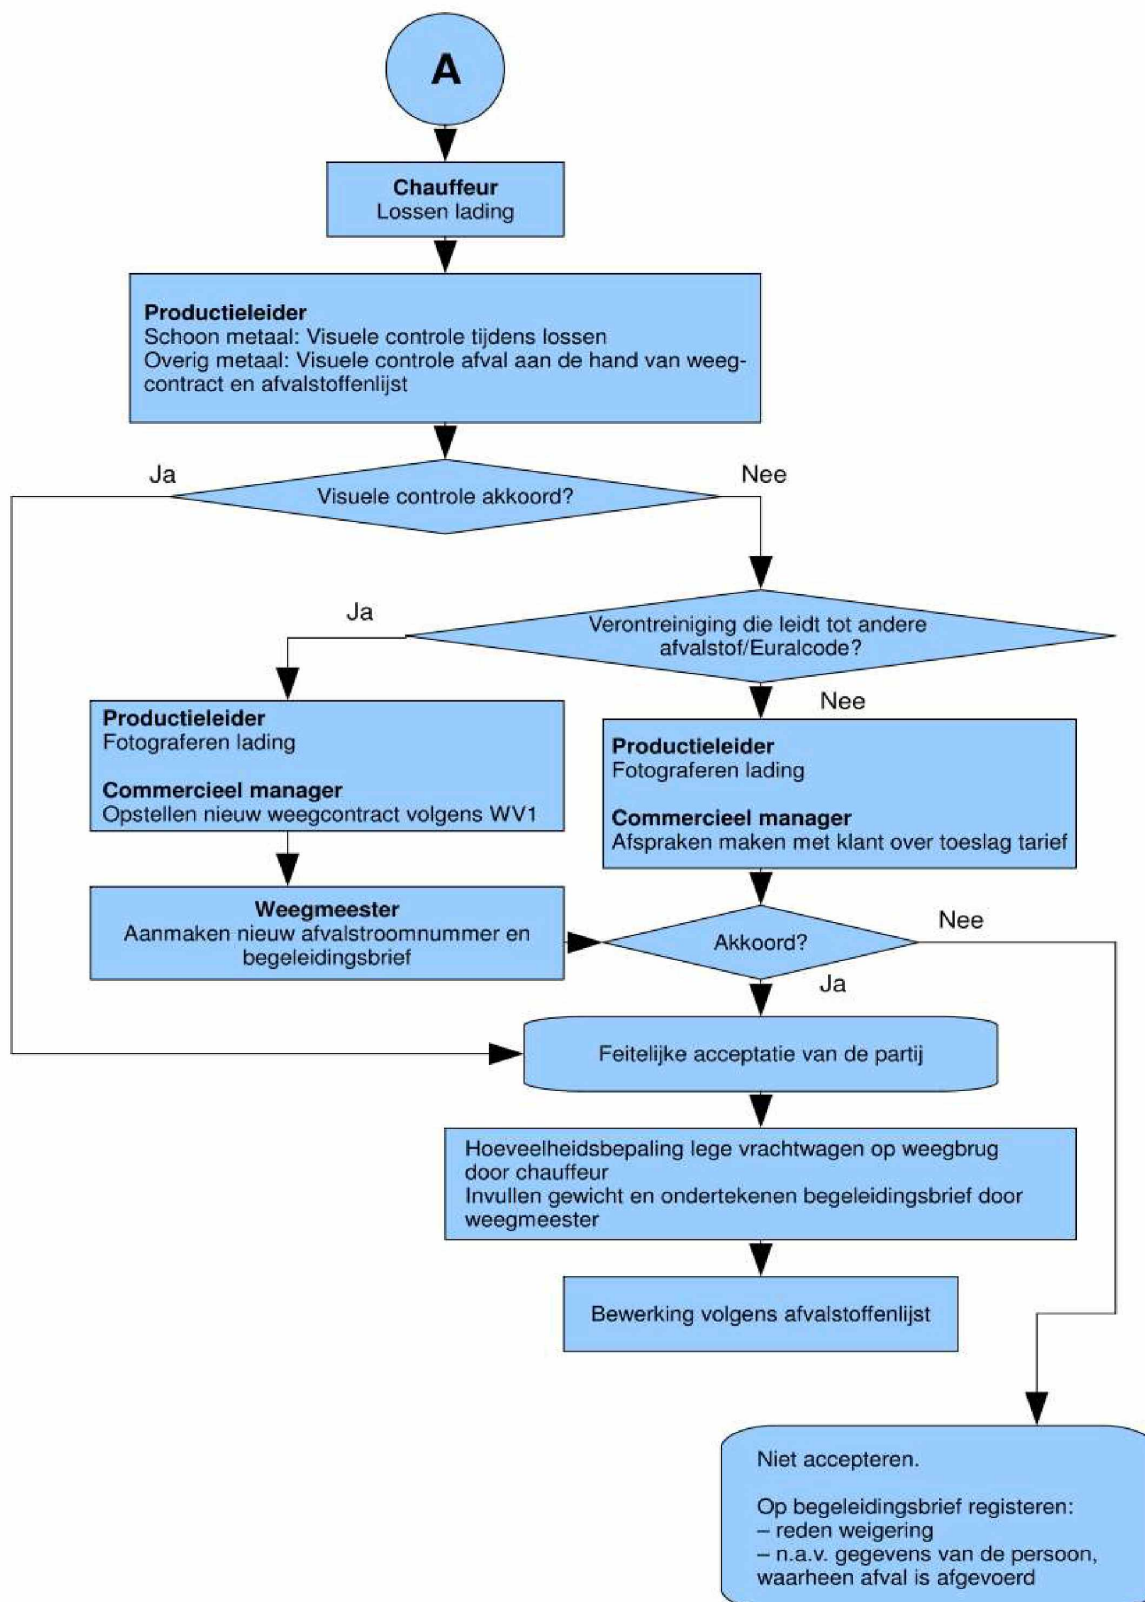 A
Chauffeur
Lossen lading
Productieleider
Schoon metaal: Visuele controle tijdens lossen
Overig metaal: Visuele controle afval aan de hand van weeg-
contract en afvalstoffenlijst
Ja
Nee
Visuele controle akkoord?
Verontreiniging die leidt tot andere
afvalstof/Euralcode?
Ja
Nee
Productieleider
Fotograferen lading
Commercieel manager
Opstellen nieuw weegcontract volgens WV1
Productieleider
Fotograferen lading
Commercieel manager
Afspraken maken met klant over toeslag tarief
Weegmeester
Aanmaken nieuw afvalstroomnummer en
begeleidingsbrief
Akkoord?
Nee
Ja
Feitelijke acceptatie van de partij
Hoeveelheidsbepaling lege vrachtwagen op weegbrug
door chauffeur
Invullen gewicht en ondertekenen begeleidingsbrief door
weegmeester
Bewerking volgens afvalstoffenlijst
Niet accepteren.
Op begeleidingsbrief registeren:
– reden weigering
– n.a.v. gegevens van de persoon,
waarheen afval is afgevoerd